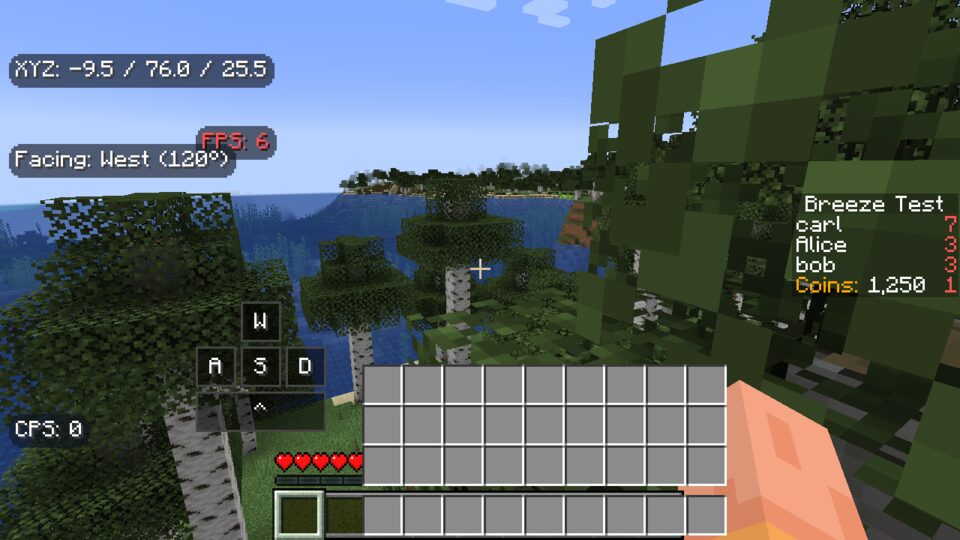 XYZ: -9.5 / 76.0 / 25.5
FPS: 6
Facing: West (120°)
Breeze Test
carl 7
Alice 3
bob 3
Coins: 1,250 1
W
A S D
^
CPS: 0